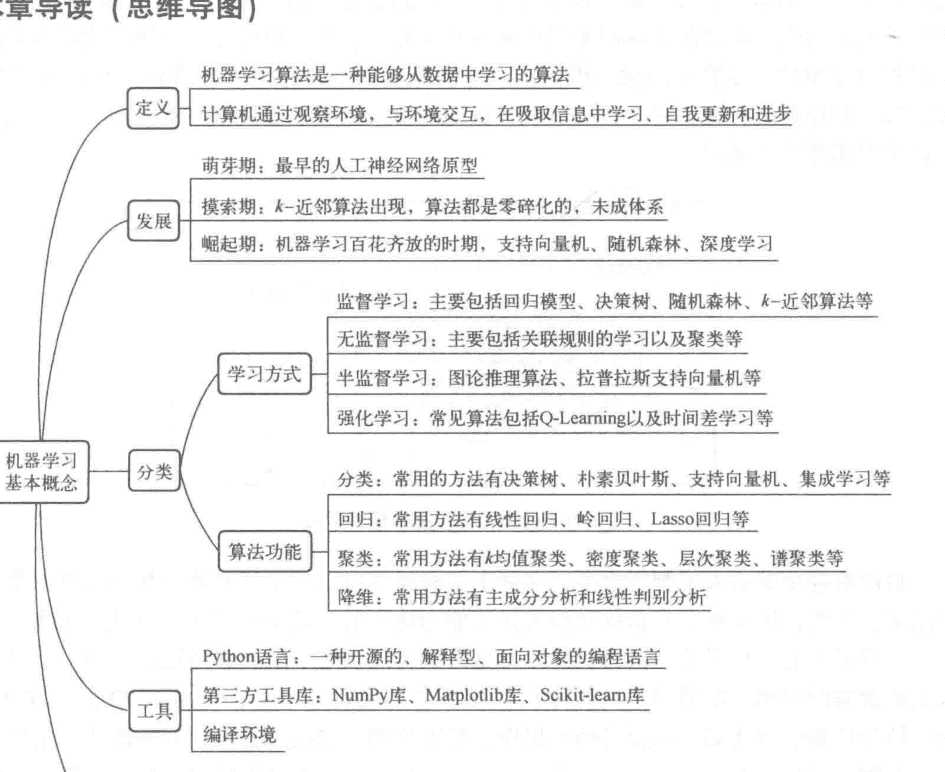 本章导读（思维导图）
机器学习算法是一种能够从数据中学习的算法
定义
计算机通过观察环境，与环境交互，在吸取信息中学习、自我更新和进步
萌芽期：最早的人工神经网络原型
发展
摸索期：k-近邻算法出现，算法都是零碎化的，未成体系
崛起期：机器学习百花齐放的时期，支持向量机、随机森林、深度学习
监督学习：主要包括回归模型、决策树、随机森林、k-近邻算法等
无监督学习：主要包括关联规则的学习以及聚类等
学习方式
半监督学习：图论推理算法、拉普拉斯支持向量机等
强化学习：常见算法包括Q-Learning以及时间差学习等
机器学习
基本概念
分类
分类：常用的方法有决策树、朴素贝叶斯、支持向量机、集成学习等
回归：常用方法有线性回归、岭回归、Lasso回归等
算法功能
聚类：常用方法有k均值聚类、密度聚类、层次聚类、谱聚类等
降维：常用方法有主成分分析和线性判别分析
Python语言：一种开源的、解释型、面向对象的编程语言
工具
第三方工具库：NumPy库、Matplotlib库、Scikit-learn库
编译环境